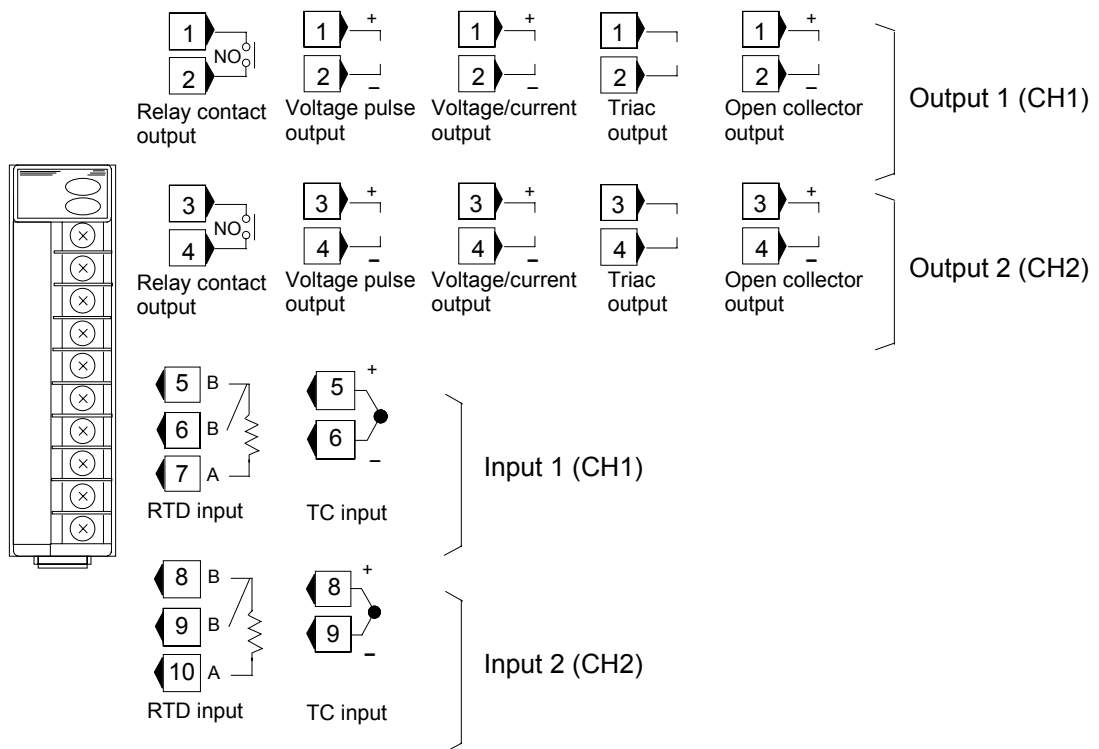 1 + 1 + 1 + 1 1 +
NO
2 2 – 2 – 2 2 –
Relay contact output
Voltage pulse output
Voltage/current output
Triac output
Open collector output
Output 1 (CH1)
3 + 3 + 3 + 3 3 +
NO
4 4 – 4 – 4 4 –
Relay contact output
Voltage pulse output
Voltage/current output
Triac output
Open collector output
Output 2 (CH2)
5 B
6 B
7 A
RTD input
5 +
6 –
TC input
Input 1 (CH1)
8 B
9 B
10 A
RTD input
8 +
9 –
TC input
Input 2 (CH2)